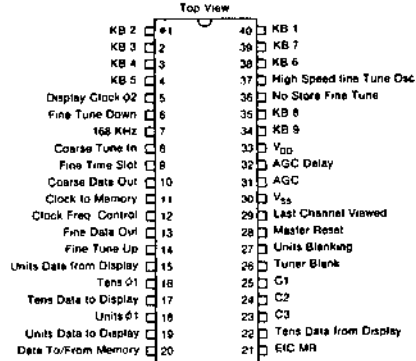 Top View
KB 2 1 40 KB 1
KB 3 2 39 KB 7
KB 4 3 38 KB 6
KB 5 4 37 High Speed fine Tune Osc
Display Clock φ2 5 36 No Store Fine Tune
Fine Tune Down 6 35 KB 8
168 KHz 7 34 KB 9
Coarse Tune In 8 33 VDD
Fine Time Slot 9 32 AGC Delay
Coarse Data Out 10 31 AGC
Clock to Memory 11 30 VSS
Clock Freq. Control 12 29 Last Channel Viewed
Fine Data Out 13 28 Master Reset
Fine Tune Up 14 27 Units Blanking
Units Data from Display 15 26 Tuner Blank
Tens φ1 16 25 C1
Tens Data to Display 17 24 C2
Units φ1 18 23 C3
Units Data to Display 19 22 Tens Data from Display
Data To/From Memory 20 21 EIC MR